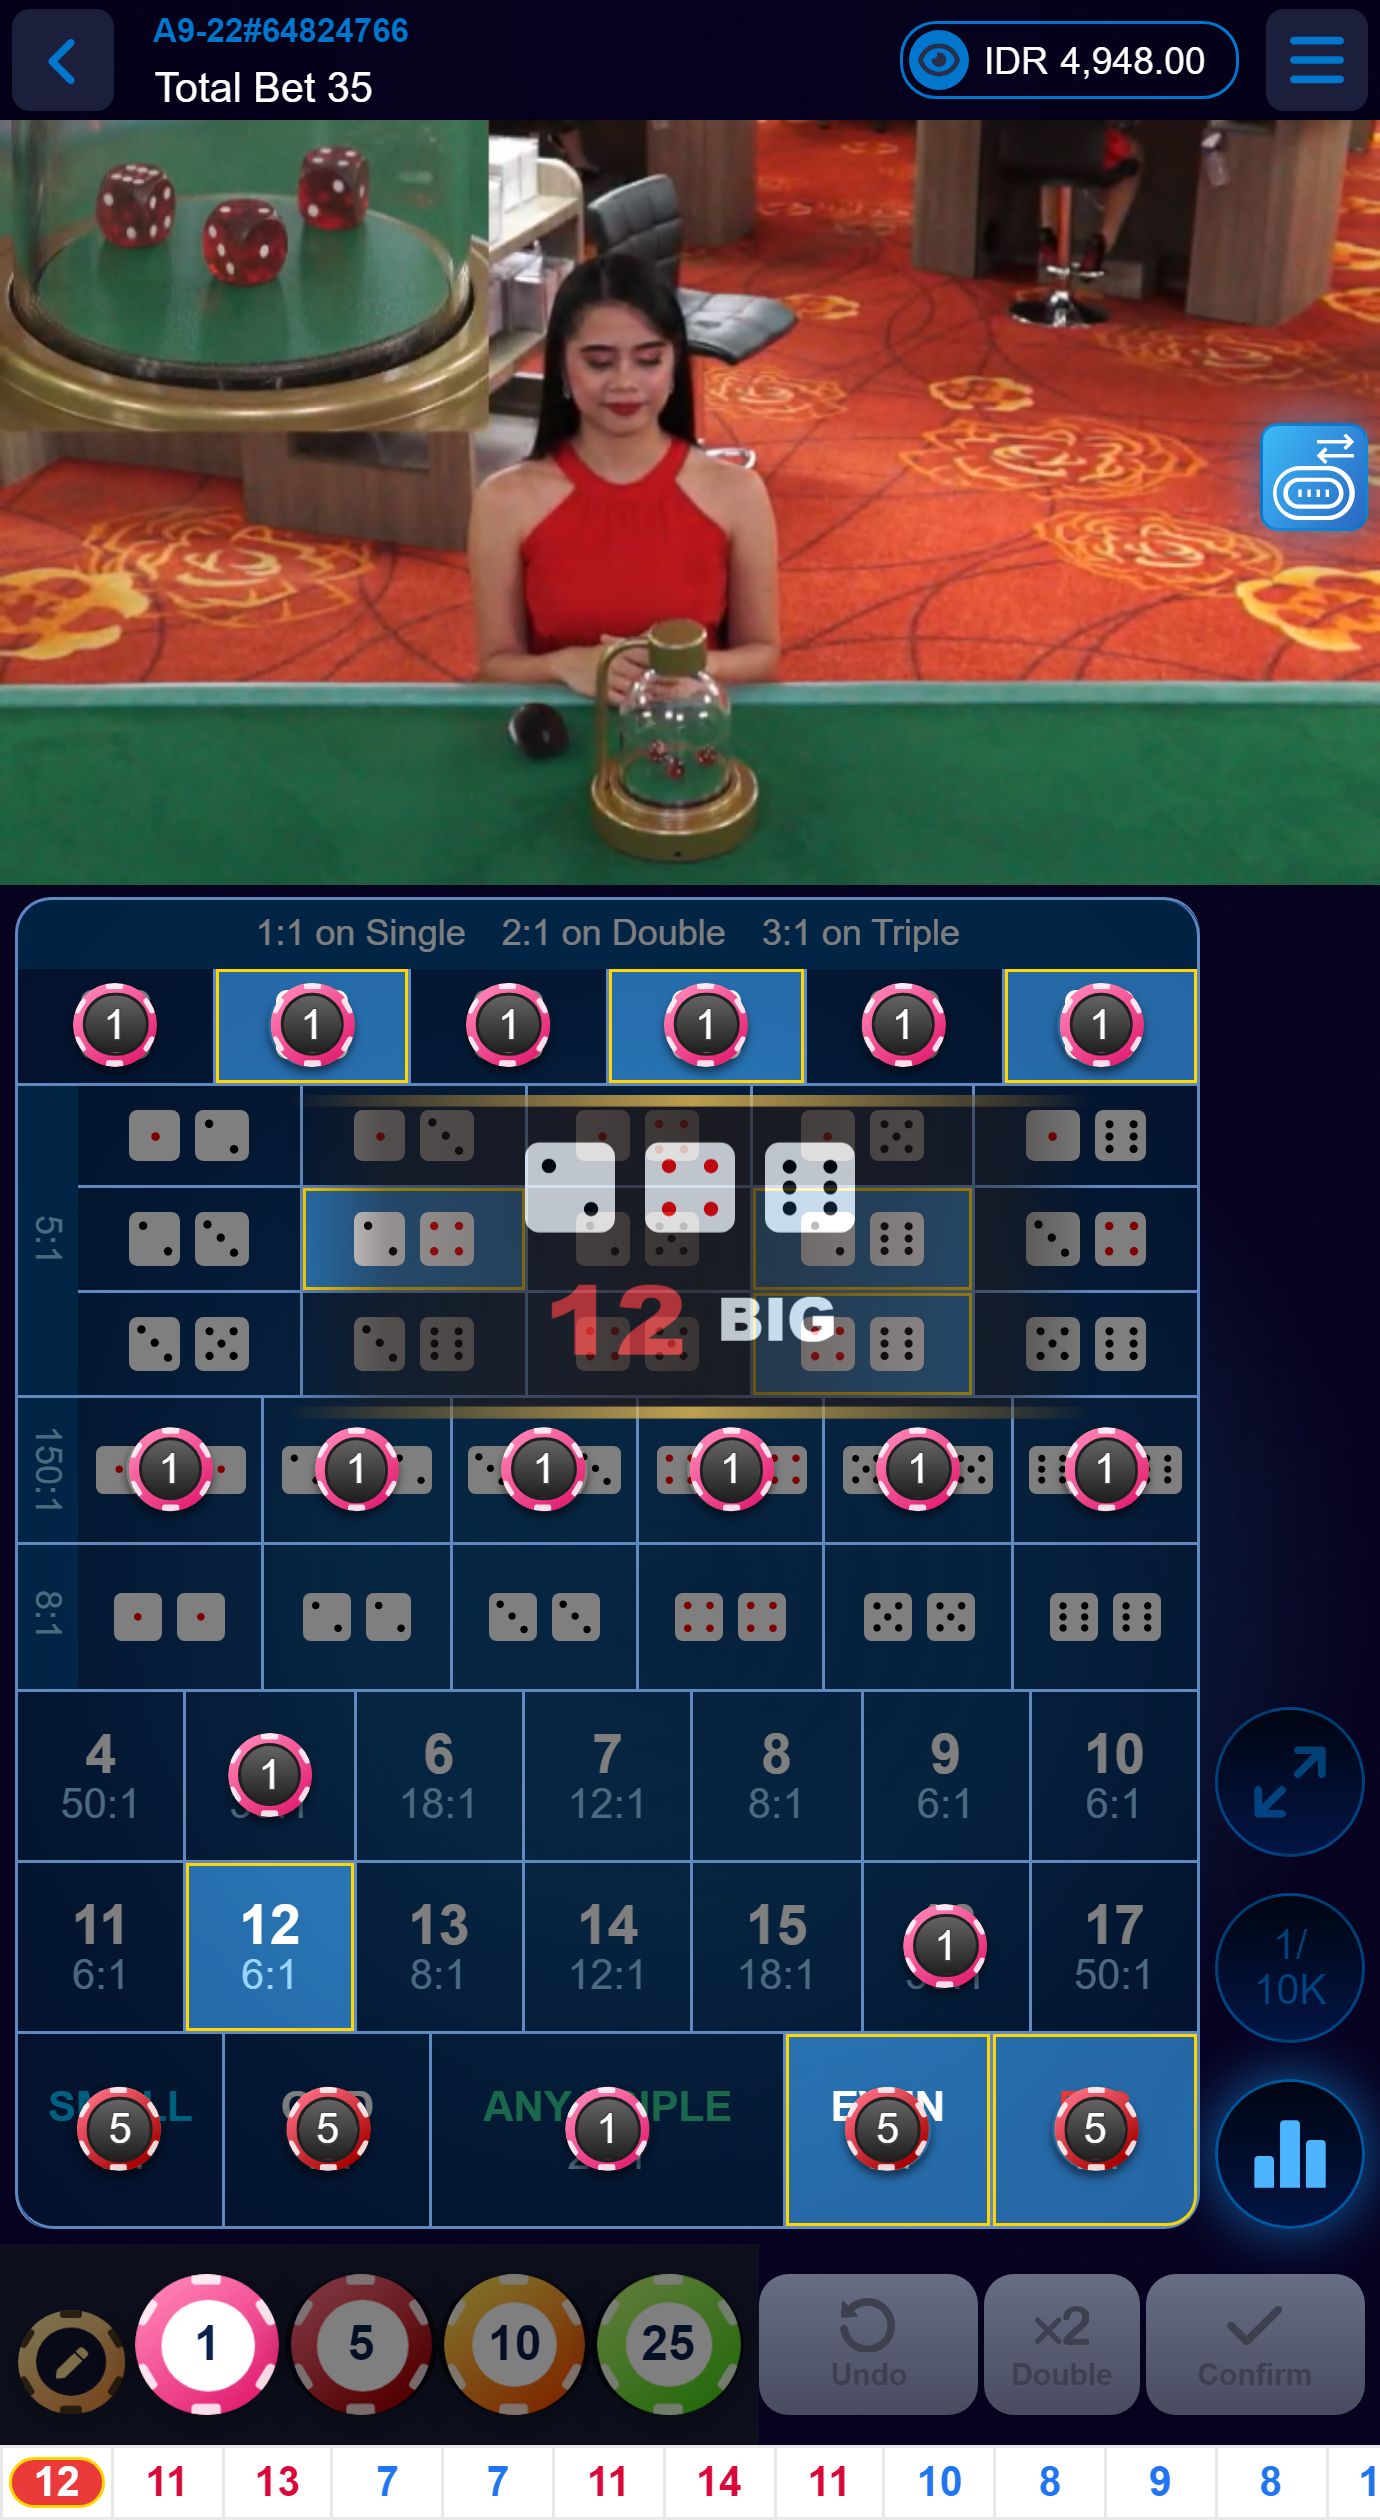 A9-22#64824766
Total Bet 35
IDR 4,948.00
1:1 on Single 2:1 on Double 3:1 on Triple
1 1 1 1 1 1
5:1
12 BIG
150:1
1 1 1 1 1 1
8:1
4 1 6 7 8 9 10
50:1 18:1 12:1 8:1 6:1 6:1
11 12 13 14 15 1 17
6:1 6:1 8:1 12:1 18:1 50:1
1/
10K
5 5 ANY 1 5 5
1 5 10 25
Undo
x2
Double
Confirm
12 11 13 7 7 11 14 11 10 8 9 8 1